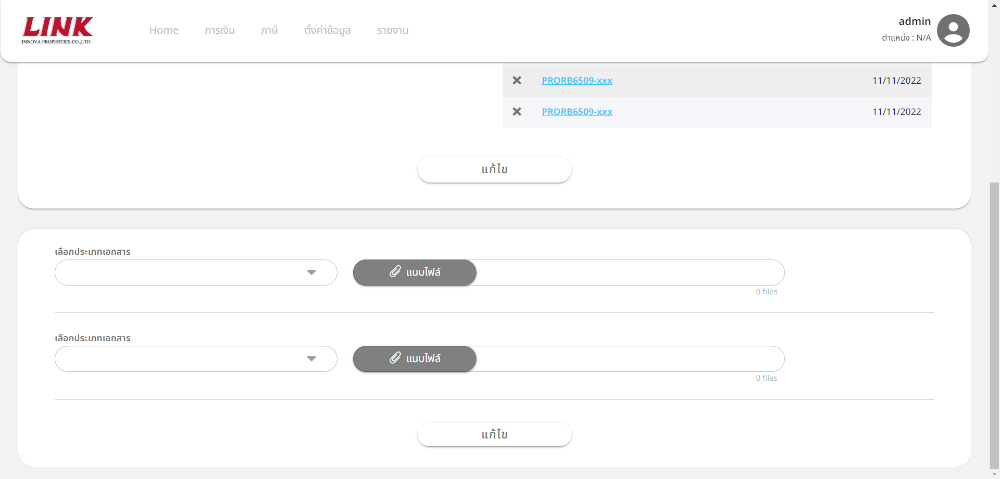 LINK
INNOVA PROPERTIES CO.,LTD.
Home
การเงิน
ภาษี
ตั้งค่าข้อมูล
รายงาน
admin
ตำแหน่ง : N/A
PRORB6509-xxx
11/11/2022
PRORB6509-xxx
11/11/2022
แก้ไข
เลือกประเภทเอกสาร
แนบไฟล์
0 files
เลือกประเภทเอกสาร
แนบไฟล์
0 files
แก้ไข